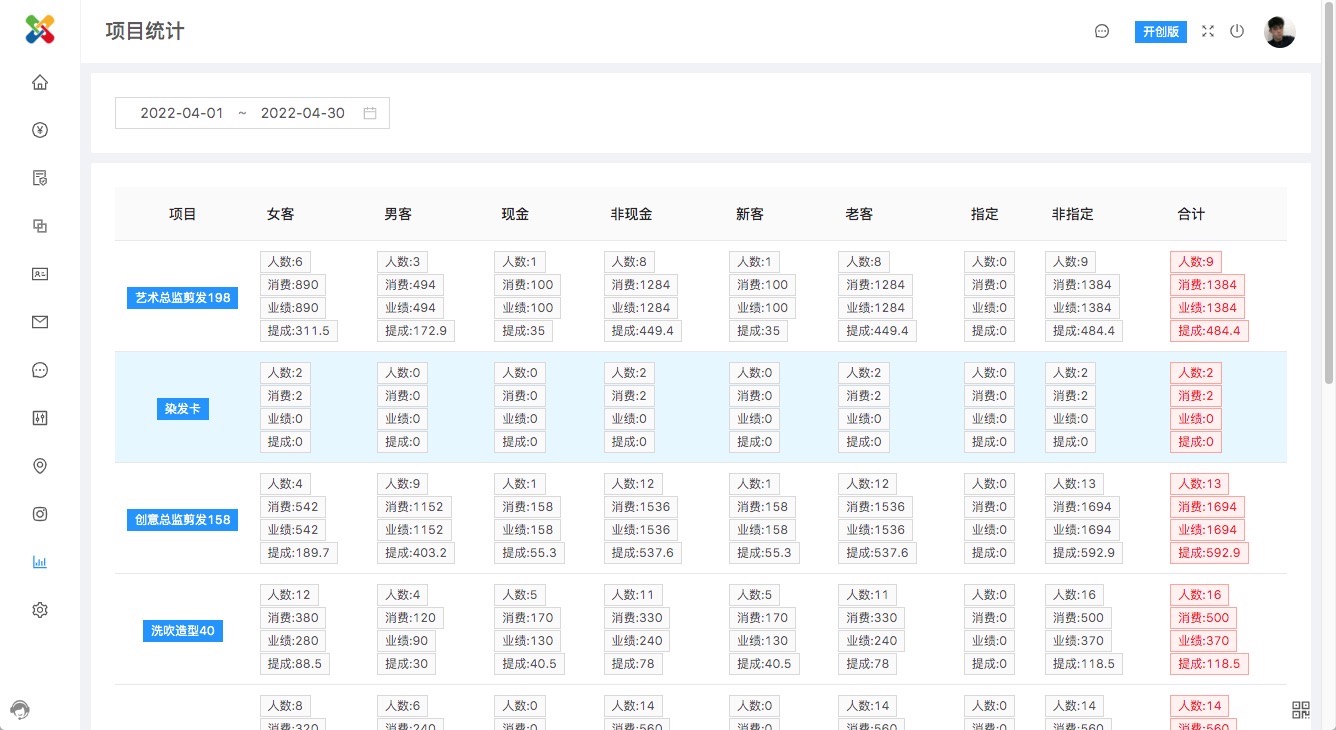 项目统计
开创版
2022-04-01 ~ 2022-04-30
项目 女客 男客 现金 非现金 新客 老客 指定 非指定 合计
人数:6 人数:3 人数:1 人数:8 人数:1 人数:8 人数:0 人数:9 人数:9
消费:890 消费:494 消费:100 消费:1284 消费:100 消费:1284 消费:0 消费:1384 消费:1384
艺术总监剪发198
业绩:890 业绩:494 业绩:100 业绩:1284 业绩:100 业绩:1284 业绩:0 业绩:1384 业绩:1384
提成:311.5 提成:172.9 提成:35 提成:449.4 提成:35 提成:449.4 提成:0 提成:484.4 提成:484.4
人数:2 人数:0 人数:0 人数:2 人数:0 人数:2 人数:0 人数:2 人数:2
消费:2 消费:0 消费:0 消费:2 消费:0 消费:2 消费:0 消费:2 消费:2
染发卡
业绩:0 业绩:0 业绩:0 业绩:0 业绩:0 业绩:0 业绩:0 业绩:0 业绩:0
提成:0 提成:0 提成:0 提成:0 提成:0 提成:0 提成:0 提成:0 提成:0
人数:4 人数:9 人数:1 人数:12 人数:1 人数:12 人数:0 人数:13 人数:13
消费:542 消费:1152 消费:158 消费:1536 消费:158 消费:1536 消费:0 消费:1694 消费:1694
创意总监剪发158
业绩:542 业绩:1152 业绩:158 业绩:1536 业绩:158 业绩:1536 业绩:0 业绩:1694 业绩:1694
提成:189.7 提成:403.2 提成:55.3 提成:537.6 提成:55.3 提成:537.6 提成:0 提成:592.9 提成:592.9
人数:12 人数:4 人数:5 人数:11 人数:5 人数:11 人数:0 人数:16 人数:16
消费:380 消费:120 消费:170 消费:330 消费:170 消费:330 消费:0 消费:500 消费:500
洗吹造型40
业绩:280 业绩:90 业绩:130 业绩:240 业绩:130 业绩:240 业绩:0 业绩:370 业绩:370
提成:88.5 提成:30 提成:40.5 提成:78 提成:40.5 提成:78 提成:0 提成:118.5 提成:118.5
人数:8 人数:6 人数:0 人数:14 人数:0 人数:14 人数:0 人数:14 人数:14
消费:320 消费:240 消费:0 消费:560 消费:0 消费:560 消费:0 消费:560 消费:560